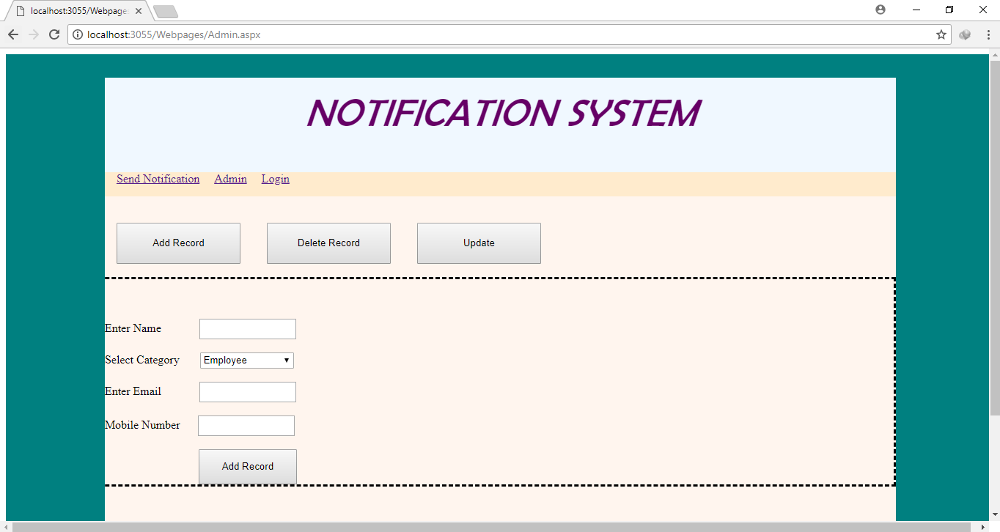 localhost:3055/Webpage
localhost:3055/Webpages/Admin.aspx
NOTIFICATION SYSTEM
Send Notification Admin Login
Add Record Delete Record Update
Enter Name
Select Category Employee
Enter Email
Mobile Number
Add Record